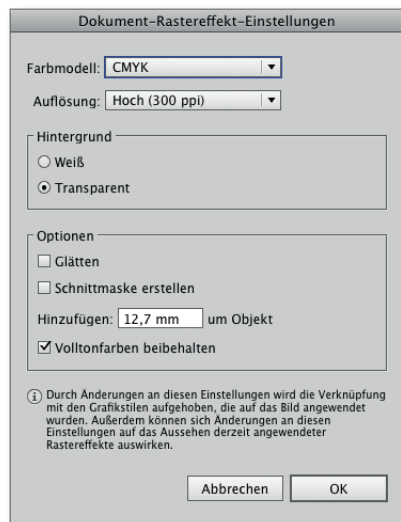 Dokument-Rastereffekt-Einstellungen
Farbmodell: CMYK
Auflösung: Hoch (300 ppi)
Hintergrund
Weiß
Transparent
Optionen
Glätten
Schnittmaske erstellen
Hinzufügen: 12,7 mm um Objekt
Volltonfarben beibehalten
Durch Änderungen an diesen Einstellungen wird die Verknüpfung
mit den Grafikstilen aufgehoben, die auf das Bild angewendet
wurden. Außerdem können sich Änderungen an diesen
Einstellungen auf das Aussehen derzeit angewendeter
Rastereffekte auswirken.
Abbrechen OK